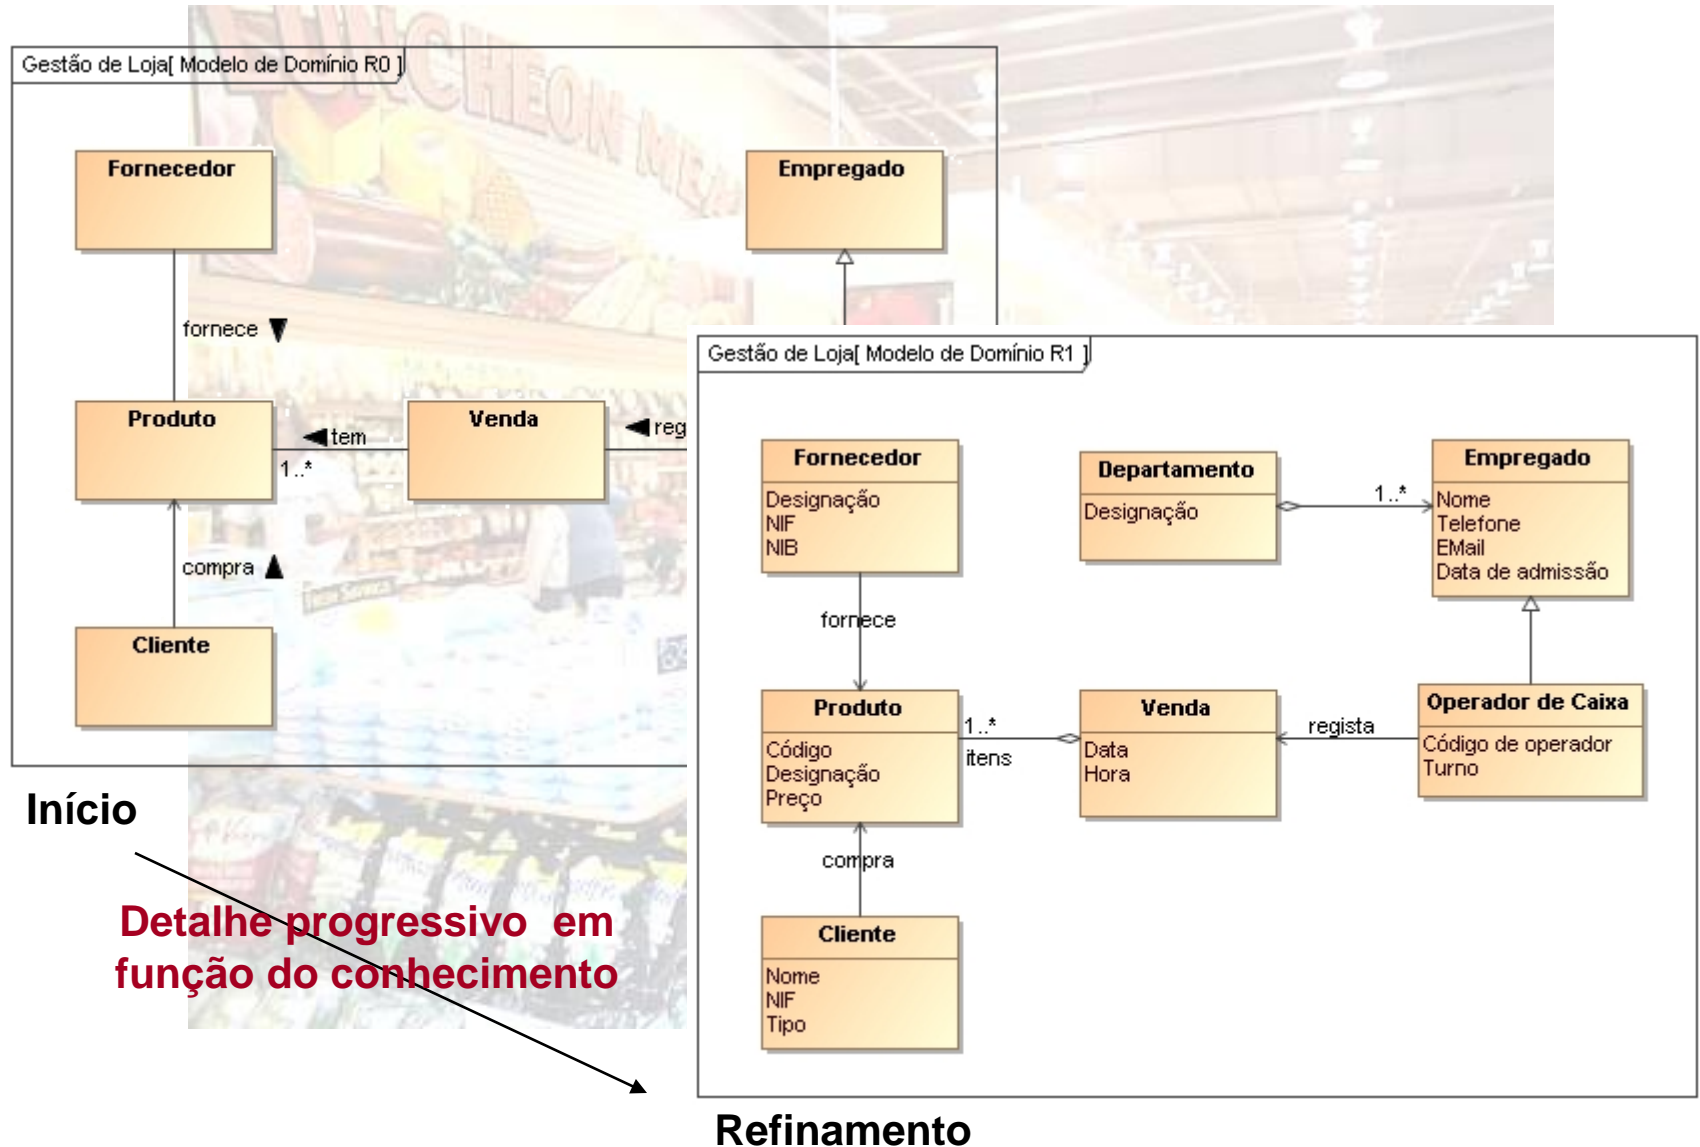 Gestão de Loja[ Modelo de Domínio R0 ]
LUNCHEON MEA
Fornecedor
Empregado
fornece
Produto
Venda
tem
1..*
reg
compra
Cliente
Início
Detalhe progressivo em
função do conhecimento
Gestão de Loja[ Modelo de Domínio R1 ]
Fornecedor
Designação
NIF
NIB
Departamento
Designação
1..*
Empregado
Nome
Telefone
EMail
Data de admissão
fornece
Produto
Código
Designação
Preço
1..*
itens
Venda
Data
Hora
regista
Operador de Caixa
Código de operador
Turno
compra
Cliente
Nome
NIF
Tipo
Refinamento